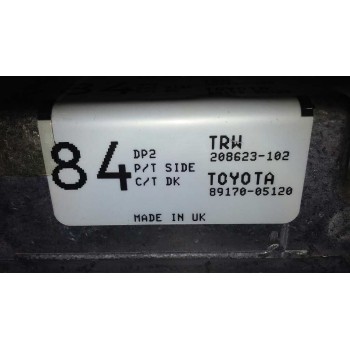 84
DP2
P/T SIDE
C/T DK
TRW
208623-102
TOYOTA
89170-05120
MADE IN UK